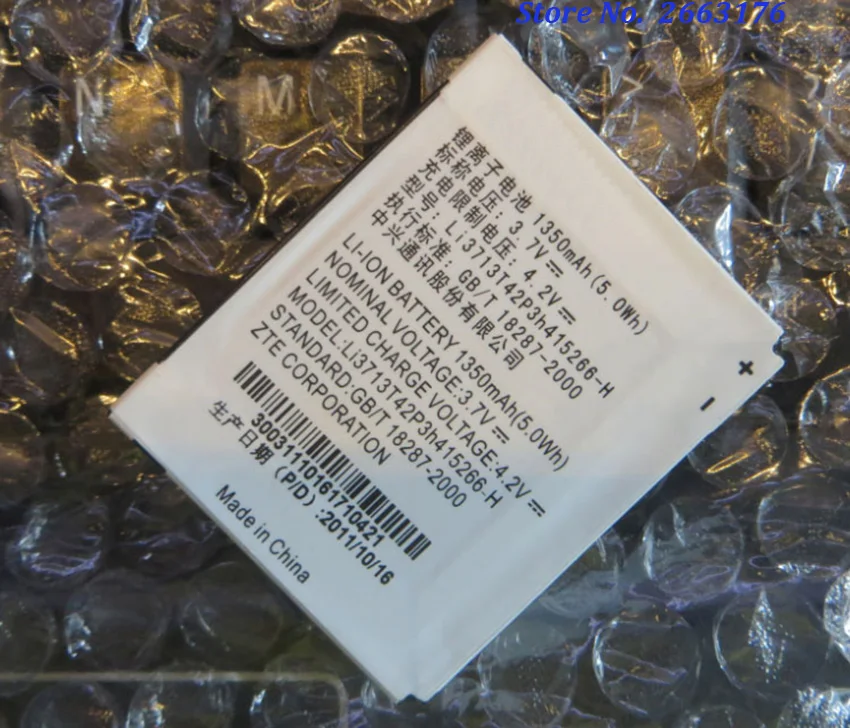 Store No. 2663176
N
M
锂离子电池 1350mAh(5.0Wh)
标称电压: 3.7V⎓
充电限制电压: 4.2V⎓
型号: Li3713T42P3h415266-H
执行标准: GB/T 18287-2000
中兴通讯股份有限公司
LI-ION BATTERY 1350mAh(5.0Wh)
NOMINAL VOLTAGE:3.7V⎓
LIMITED CHARGE VOLTAGE:4.2V⎓
MODEL:Li3713T42P3h415266-H
STANDARD:GB/T 18287-2000
ZTE CORPORATION
+
-
30031110161710421
生产日期 (P/D) :2011/10/16
Made in China